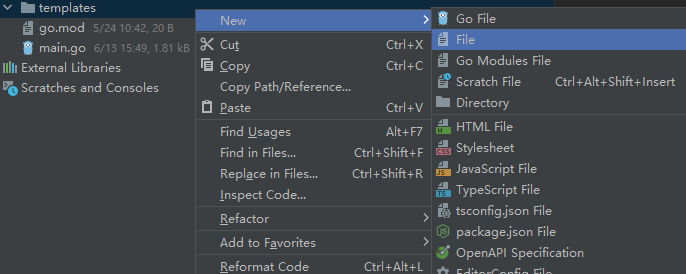 templates
go.mod 5/24 10:42, 20 B
main.go 6/13 15:49, 1.81 kB
External Libraries
Scratches and Consoles
New
Cut Ctrl+X
Copy Ctrl+C
Copy Path/Reference...
Paste Ctrl+V
Find Usages Alt+F7
Find in Files... Ctrl+Shift+F
Replace in Files... Ctrl+Shift+R
Inspect Code...
Refactor
Add to Favorites
Reformat Code Ctrl+Alt+L
Go File
File
Go Modules File
Scratch File Ctrl+Alt+Shift+Insert
Directory
HTML File
CSS Stylesheet
JS JavaScript File
TS TypeScript File
tsconfig.json File
JS package.json File
OpenAPI Specification
EditorConfig File